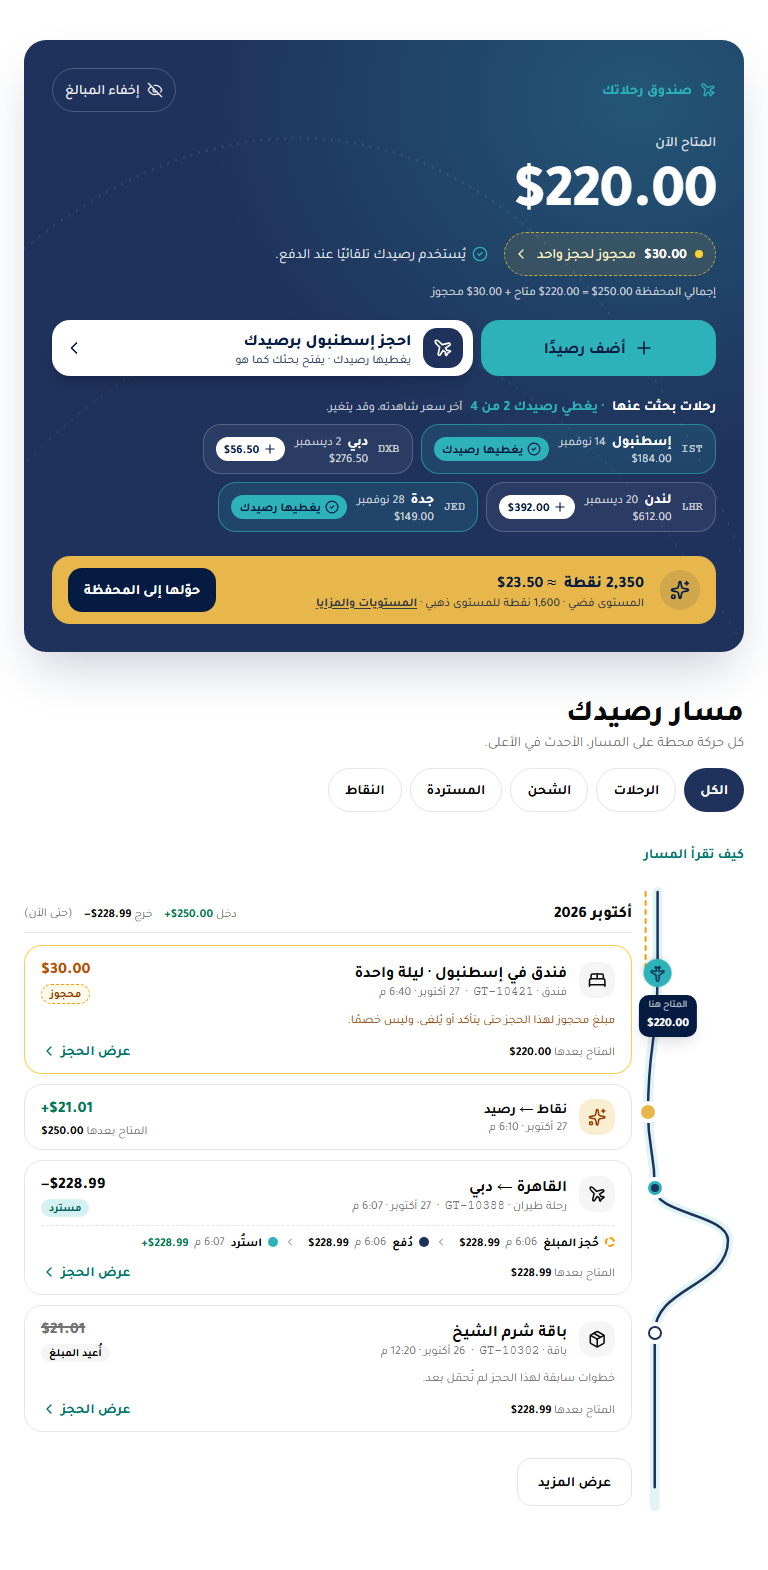 صندوق رحلاتك
إخفاء المبالغ
المتاح الآن
$220.00
$30.00 محجوز لحجز واحد
يُستخدم رصيدك تلقائيًا عند الدفع.
إجمالي المحفظة $250.00 = $220.00 متاح + $30.00 محجوز
أضف رصيدًا
احجز إسطنبول برصيدك
يغطيها رصيدك · يفتح بحثك كما هو
رحلات بحثت عنها · يغطي رصيدك 2 من 4 آخر سعر شاهدته، وقد يتغير.
IST إسطنبول 14 نوفمبر
$184.00
يغطيها رصيدك
DXB دبي 2 ديسمبر
$276.50
+ $56.50
LHR لندن 20 ديسمبر
$612.00
+ $392.00
JED جدة 28 نوفمبر
$149.00
يغطيها رصيدك
2,350 نقطة ≈ $23.50
المستوى فضي · 1,600 نقطة للمستوى ذهبي · المستويات والمزايا
حوّلها إلى المحفظة
مسار رصيدك
كل حركة محطة على المسار، الأحدث في الأعلى.
الكل
الرحلات
الشحن
المستردة
النقاط
كيف تقرأ المسار
أكتوبر 2026
دخل +$250.00 خرج −$228.99 (حتى الآن)
المتاح هنا
$220.00
فندق في إسطنبول · ليلة واحدة
$30.00
فندق · GT-10421 · 27 أكتوبر · 6:40 م
محجوز
مبلغ محجوز لهذا الحجز حتى يتأكد أو يُلغى، وليس خصمًا.
المتاح بعدها $220.00
عرض الحجز
نقاط ← رصيد
+$21.01
27 أكتوبر · 6:10 م
المتاح بعدها $250.00
القاهرة ← دبي
−$228.99
رحلة طيران · GT-10388 · 27 أكتوبر · 6:07 م
مسترد
حُجز المبلغ 6:06 م $228.99
دُفع 6:06 م $228.99
استُرد 6:07 م +$228.99
المتاح بعدها $228.99
عرض الحجز
باقة شرم الشيخ
$21.01
باقة · GT-10302 · 26 أكتوبر · 12:20 م
أُعيد المبلغ
خطوات سابقة لهذا الحجز لم تُحمّل بعد.
المتاح بعدها $228.99
عرض الحجز
عرض المزيد